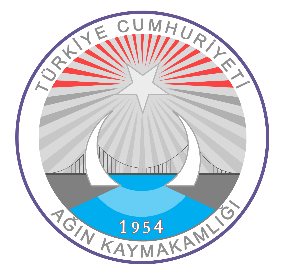 TÜRKİYE CUMHURİYETİ
1954
AĞIN KAYMAKAMLIĞI